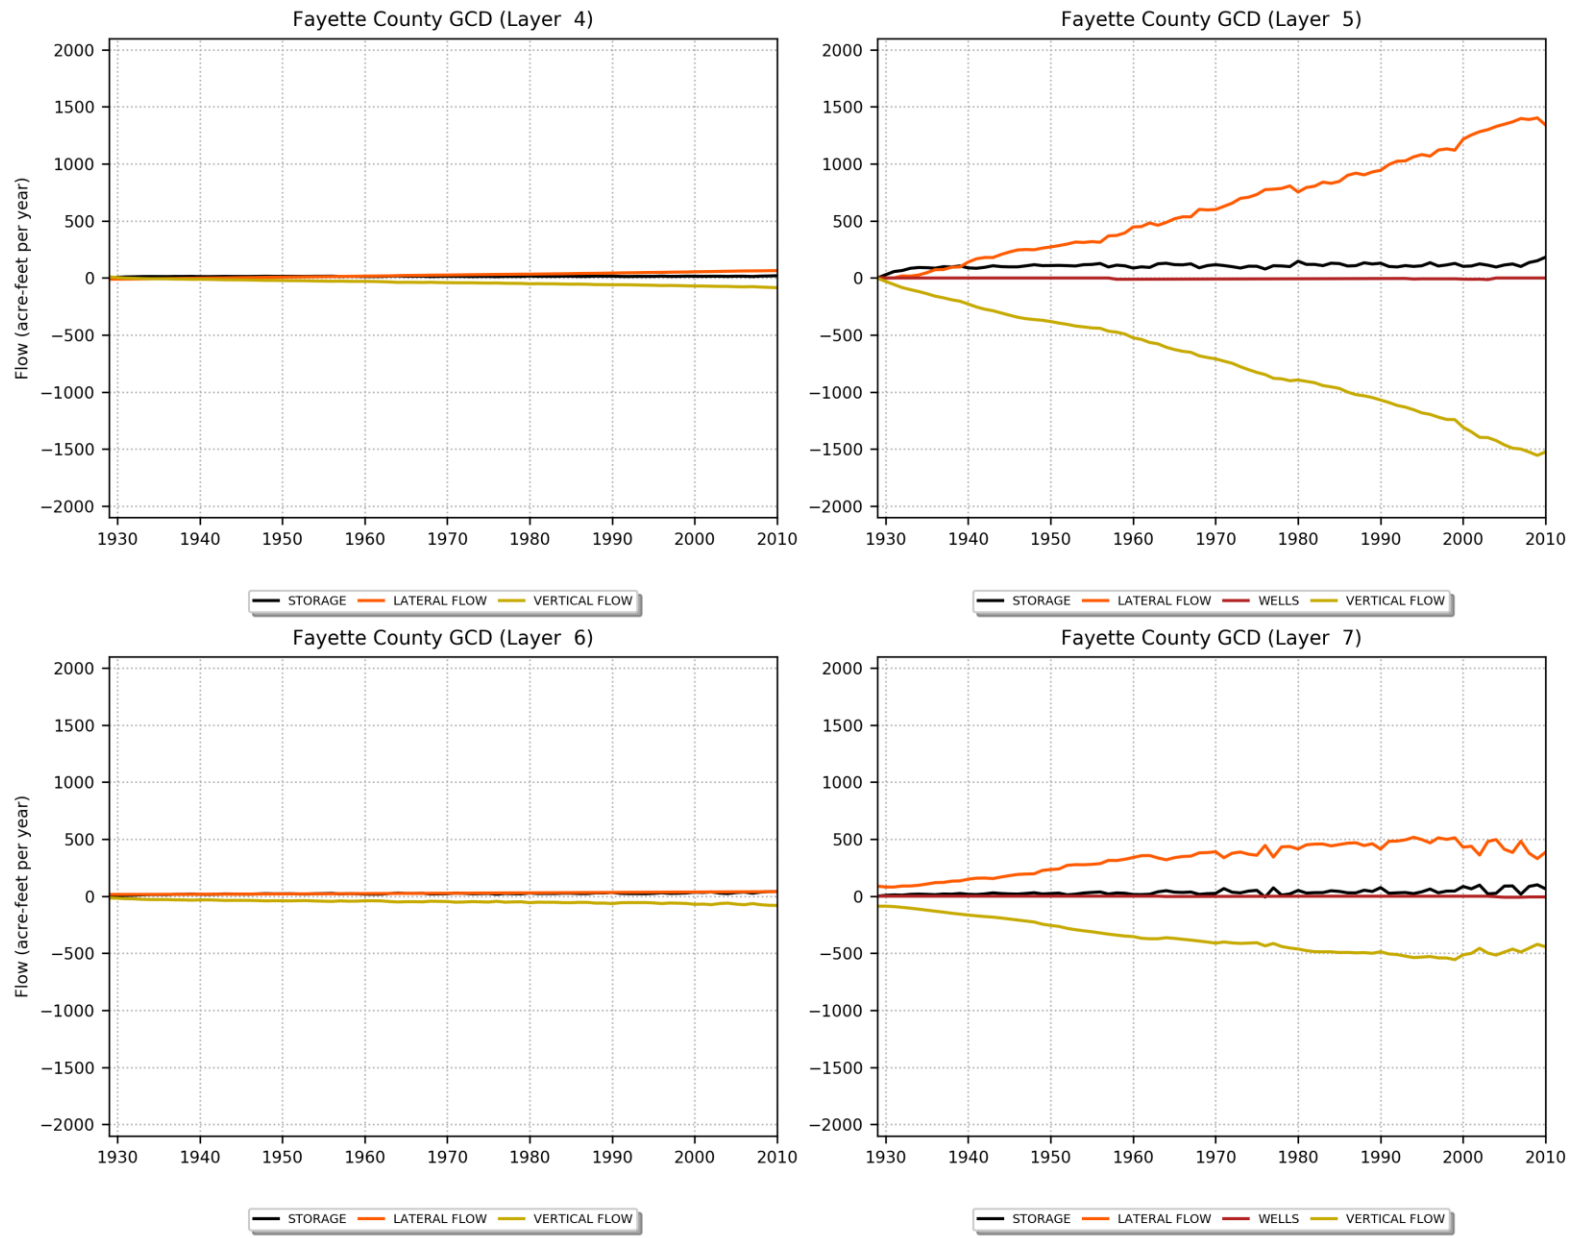 Fayette County GCD (Layer  4)
2000
1500
1000
500
0
−500
−1000
−1500
−2000
Flow (acre-feet per year)
1930 1940 1950 1960 1970 1980 1990 2000 2010
STORAGE LATERAL FLOW VERTICAL FLOW
Fayette County GCD (Layer  5)
2000
1500
1000
500
0
−500
−1000
−1500
−2000
1930 1940 1950 1960 1970 1980 1990 2000 2010
STORAGE LATERAL FLOW WELLS VERTICAL FLOW
Fayette County GCD (Layer  6)
2000
1500
1000
500
0
−500
−1000
−1500
−2000
Flow (acre-feet per year)
1930 1940 1950 1960 1970 1980 1990 2000 2010
STORAGE LATERAL FLOW VERTICAL FLOW
Fayette County GCD (Layer  7)
2000
1500
1000
500
0
−500
−1000
−1500
−2000
1930 1940 1950 1960 1970 1980 1990 2000 2010
STORAGE LATERAL FLOW WELLS VERTICAL FLOW